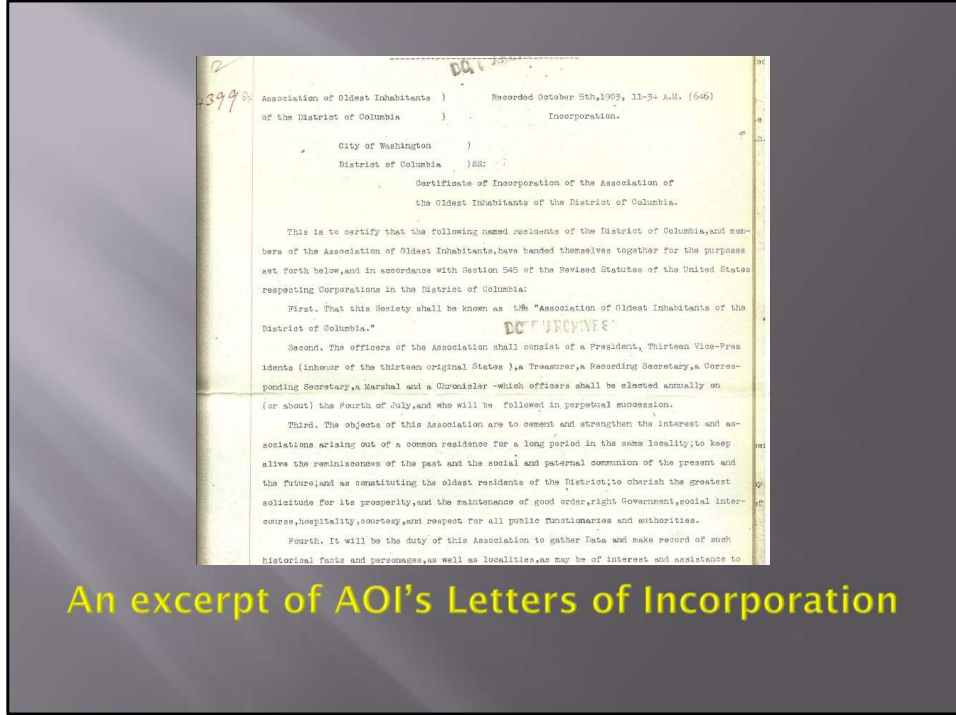 2
4399
Association of Oldest Inhabitants ) Recorded October 5th,1903, 11-34 A.M. (646)
of the District of Columbia ) Incorporation.
City of Washington )
District of Columbia )SS:
Certificate of Incorporation of the Association of
the Oldest Inhabitants of the District of Columbia.
This is to certify that the following named residents of the District of Columbia,and mem-
bers of the Association of Oldest Inhabitants,have banded themselves together for the purposes
set forth below,and in accordance with Section 545 of the Revised Statutes of the United States
respecting Corporations in the District of Columbia:
First. That this Society shall be known as the "Association of Oldest Inhabitants of the
District of Columbia."
DC ARCHIVES
Second. The officers of the Association shall consist of a President, Thirteen Vice-Pres
idents (inhonor of the thirteen original States ),a Treasurer,a Recording Secretary,a Corres-
ponding Secretary,a Marshal and a Chronicler -which officers shall be elected annually on
(or about) the Fourth of July,and who will be followed in perpetual succession.
Third. The objects of this Association are to cement and strengthen the interest and as-
sociations arising out of a common residence for a long period in the same locality;to keep
alive the reminiscences of the past and the social and paternal communion of the present and
the future;and as constituting the oldest residents of the District;to cherish the greatest
solicitude for its prosperity,and the maintenance of good order,right Government,social inter-
course,hospitality,courtesy,and respect for all public functionaries and authorities.
Fourth. It will be the duty of this Association to gather Data and make record of such
historical facts and personages,as well as localities,as may be of interest and assistance to
An excerpt of AOI's Letters of Incorporation